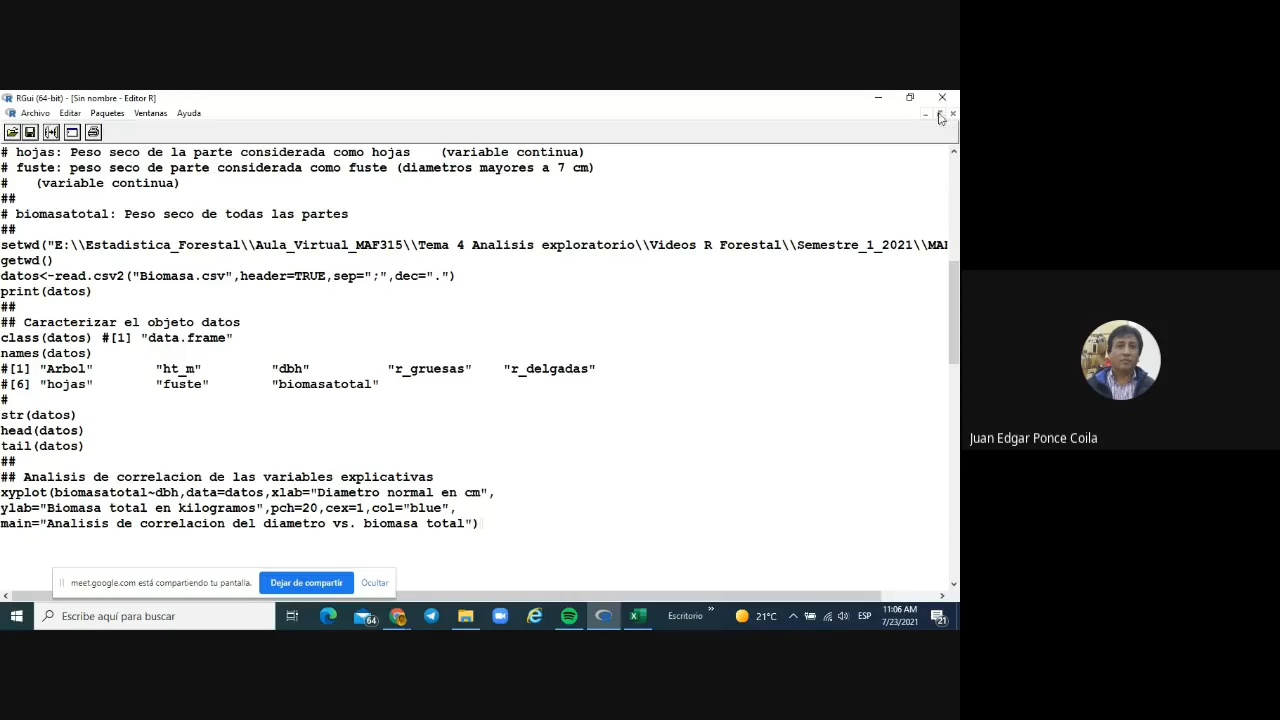 RGui (64-bit) - [Sin nombre - Editor R]
Archivo Editar Paquetes Ventanas Ayuda
# hojas: Peso seco de la parte considerada como hojas (variable continua)
# fuste: peso seco de parte considerada como fuste (diametros mayores a 7 cm)
# (variable continua)
##
# biomasatotal: Peso seco de todas las partes
##
setwd("E:\\Estadistica_Forestal\\Aula_Virtual_MAF315\\Tema 4 Analisis exploratorio\\Videos R Forestal\\Semestre_1_2021\\MAF
getwd()
datos<-read.csv2("Biomasa.csv",header=TRUE,sep=";",dec=".")
print(datos)
##
## Caracterizar el objeto datos
class(datos) #[1] "data.frame"
names(datos)
#[1] "Arbol" "ht_m" "dbh" "r_gruesas" "r_delgadas"
#[6] "hojas" "fuste" "biomasatotal"
#
str(datos)
head(datos)
tail(datos)
##
## Analisis de correlacion de las variables explicativas
xyplot(biomasatotal~dbh,data=datos,xlab="Diametro normal en cm",
ylab="Biomasa total en kilogramos",pch=20,cex=1,col="blue",
main="Analisis de correlacion del diametro vs. biomasa total")
meet.google.com está compartiendo tu pantalla. Dejar de compartir Ocultar
Escribe aquí para buscar
64
Escritorio
21°C
ESP
11:06 AM
7/23/2021
21
Juan Edgar Ponce Coila